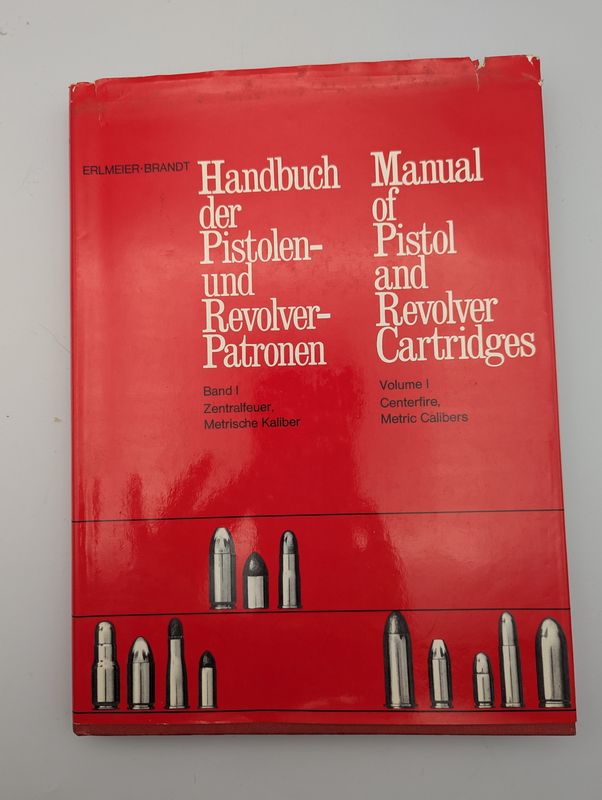 ERLMEIER·BRANDT
Handbuch
der
Pistolen-
und
Revolver-
Patronen
Band I
Zentralfeuer,
Metrische Kaliber
Manual
of
Pistol
and
Revolver
Cartridges
Volume I
Centerfire,
Metric Calibers